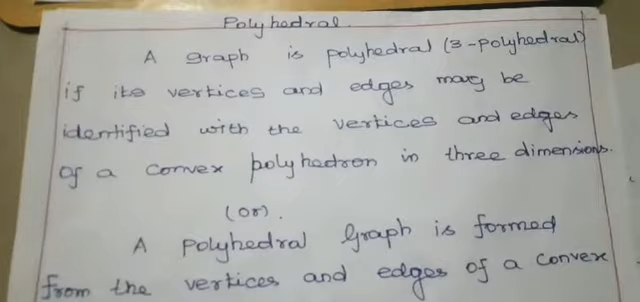 Polyhedral.
A graph is polyhedral (3-polyhedral)
if its vertices and edges may be
identified with the vertices and edges
of a convex polyhedron in three dimensions.
(or).
A polyhedral Graph is formed
from the vertices and edges of a convex